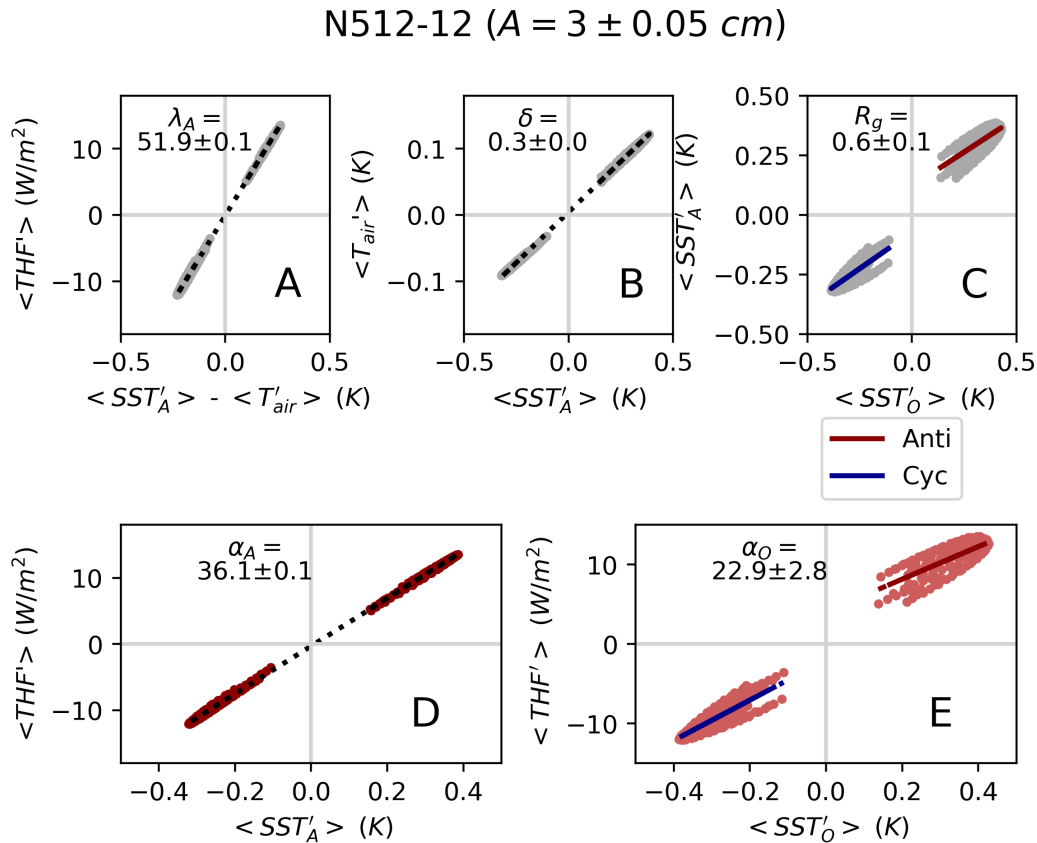 N512-12 (A = 3 ± 0.05 cm)
<THF'> (W/m²)
10
0
−10
λ_A =
51.9±0.1
A
−0.5
0.0
0.5
<SST'_A> - <T'_air> (K)
<T_air'> (K)
0.1
0.0
−0.1
δ =
0.3±0.0
B
−0.5
0.0
0.5
<SST'_A> (K)
<SST'_A> (K)
0.50
0.25
0.00
−0.25
−0.50
R_g =
0.6±0.1
C
−0.5
0.0
0.5
<SST'_O> (K)
Anti
Cyc
<THF'> (W/m²)
10
0
−10
α_A =
36.1±0.1
D
−0.4
−0.2
0.0
0.2
0.4
<SST'_A> (K)
<THF'> (W/m²)
10
0
−10
α_O =
22.9±2.8
E
−0.4
−0.2
0.0
0.2
0.4
<SST'_O> (K)